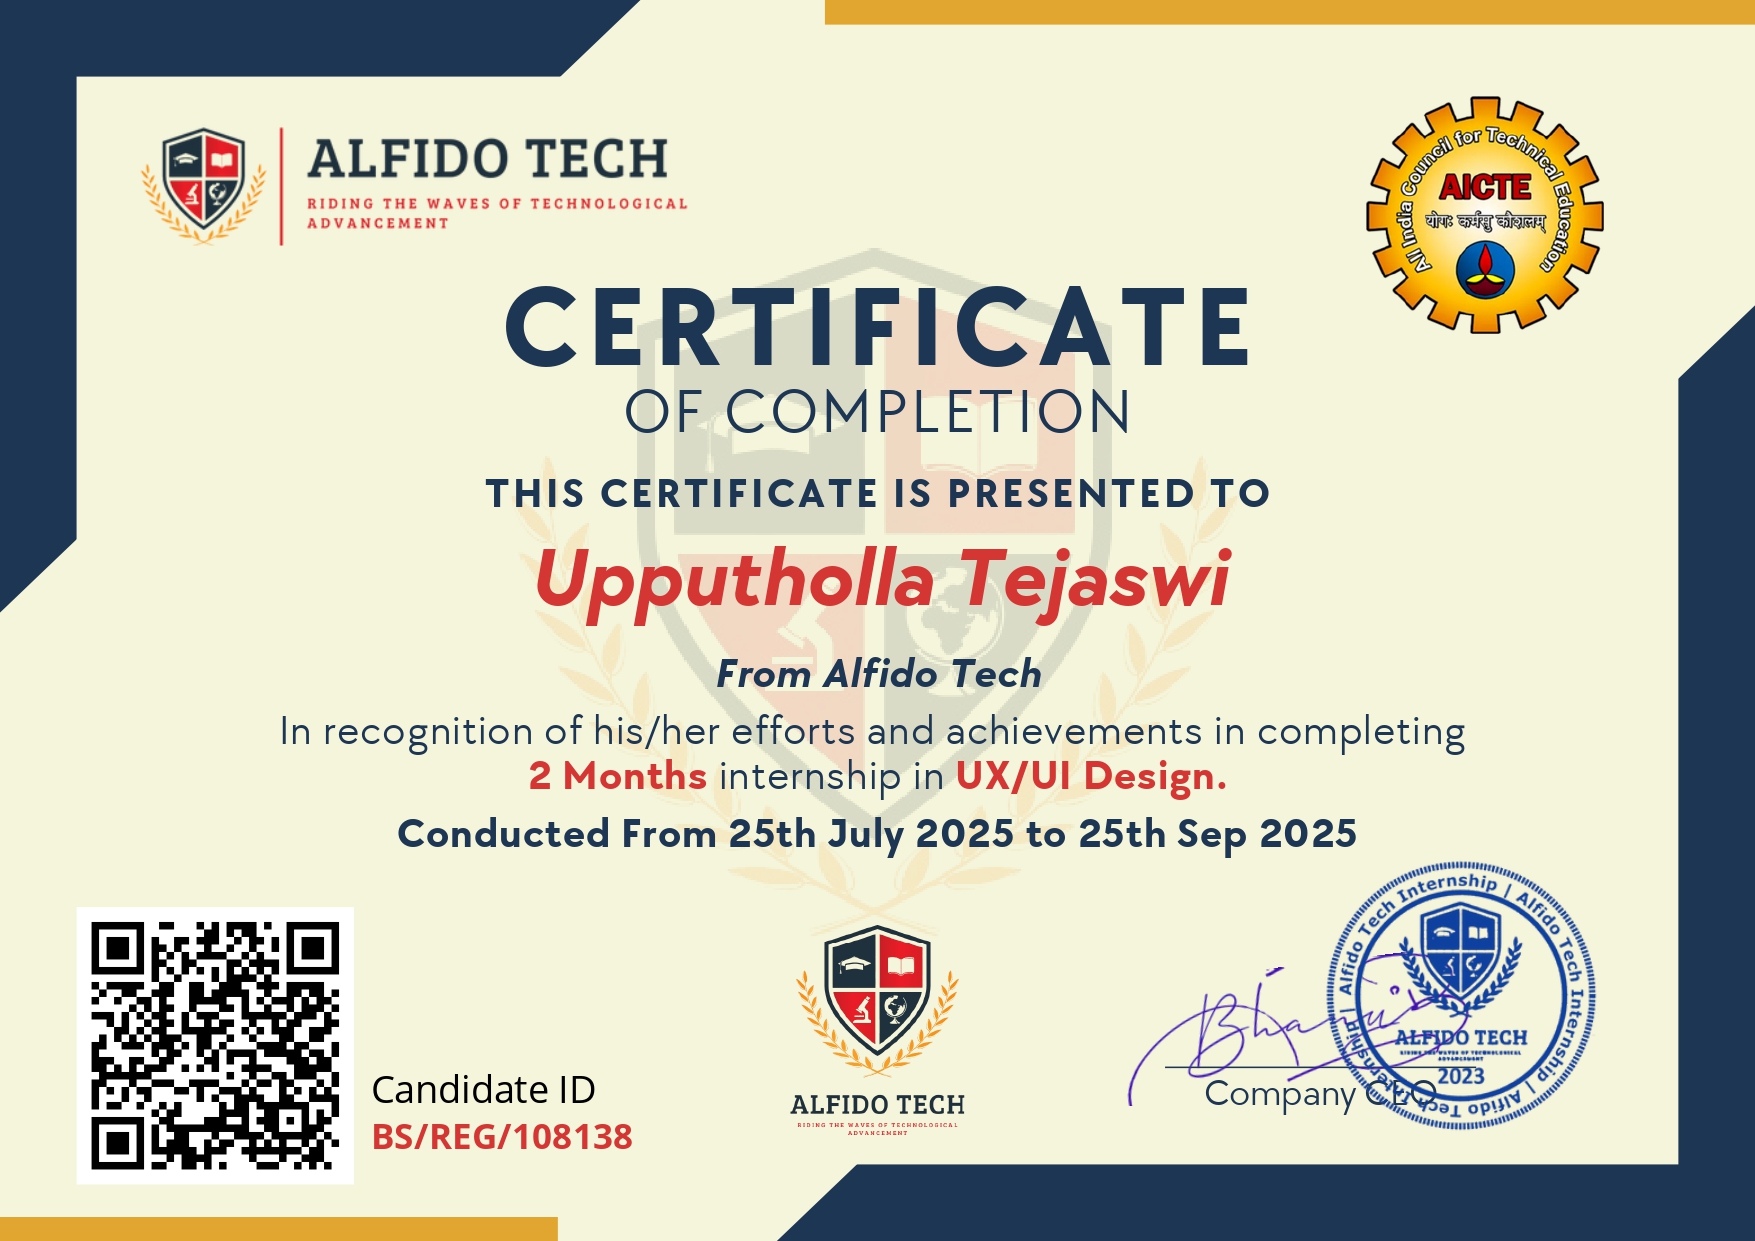 ALFIDO TECH
RIDING THE WAVES OF TECHNOLOGICAL
ADVANCEMENT
All India Council for Technical Education
AICTE
योगः कर्मसु कौशलम्
CERTIFICATE
OF COMPLETION
THIS CERTIFICATE IS PRESENTED TO
Upputholla Tejaswi
From Alfido Tech
In recognition of his/her efforts and achievements in completing
2 Months internship in UX/UI Design.
Conducted From 25th July 2025 to 25th Sep 2025
Candidate ID
BS/REG/108138
ALFIDO TECH
RIDING THE WAVES OF TECHNOLOGICAL
ADVANCEMENT
Company CEO
Alfido Tech Internship | Alfido Tech Internship | Alfido Tech Internship |
ALFIDO TECH
RIDING THE WAVES OF TECHNOLOGICAL
ADVANCEMENT
2023